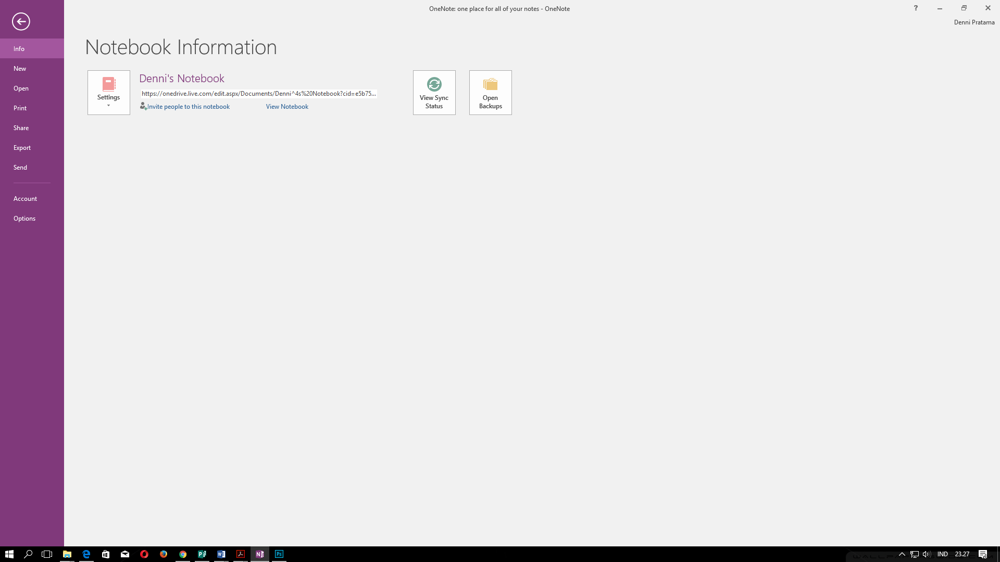 OneNote: one place for all of your notes - OneNote
?
Denni Pratama
Info
New
Open
Print
Share
Export
Send
Account
Options
Notebook Information
Settings
Denni's Notebook
https://onedrive.live.com/edit.aspx/Documents/Denni^4s%20Notebook?cid=e5b75...
Invite people to this notebook
View Notebook
View Sync
Status
Open
Backups
IND
23.27